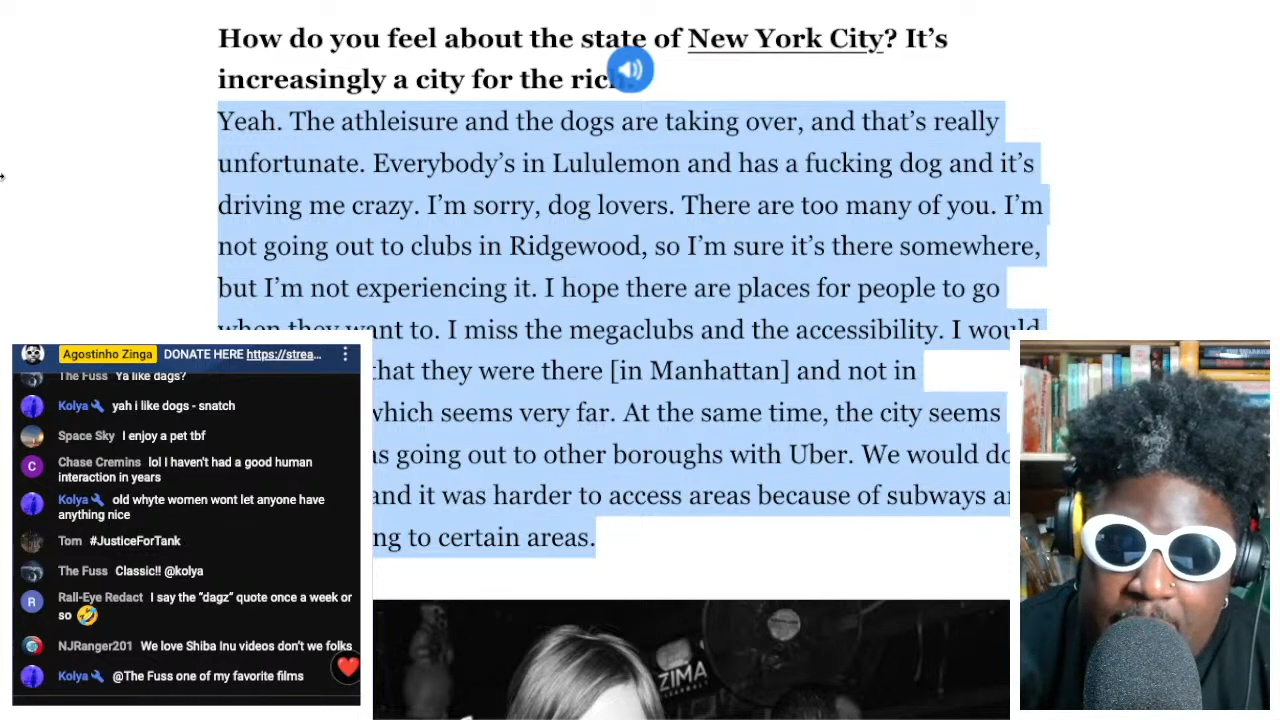 How do you feel about the state of New York City? It’s
increasingly a city for the rich.
Yeah. The athleisure and the dogs are taking over, and that’s really
unfortunate. Everybody’s in Lululemon and has a fucking dog and it’s
driving me crazy. I’m sorry, dog lovers. There are too many of you. I’m
not going out to clubs in Ridgewood, so I’m sure it’s there somewhere,
but I’m not experiencing it. I hope there are places for people to go
when they want to. I miss the megaclubs and the accessibility. I would
that they were there [in Manhattan] and not in
which seems very far. At the same time, the city seems
going out to other boroughs with Uber. We would do
and it was harder to access areas because of subways
to certain areas.
Agostinho Zinga DONATE HERE https://strea...
The Fuss Ya like dags?
Kolya yah i like dogs - snatch
Space Sky I enjoy a pet tbf
C Chase Cremins lol I haven't had a good human
interaction in years
Kolya old whyte women wont let anyone have
anything nice
Tom #JusticeForTank
The Fuss Classic!! @kolya
R Rall-Eye Redact I say the “dagz” quote once a week or
so
NJRanger201 We love Shiba Inu videos don’t we folks
Kolya @The Fuss one of my favorite films
ZIMA